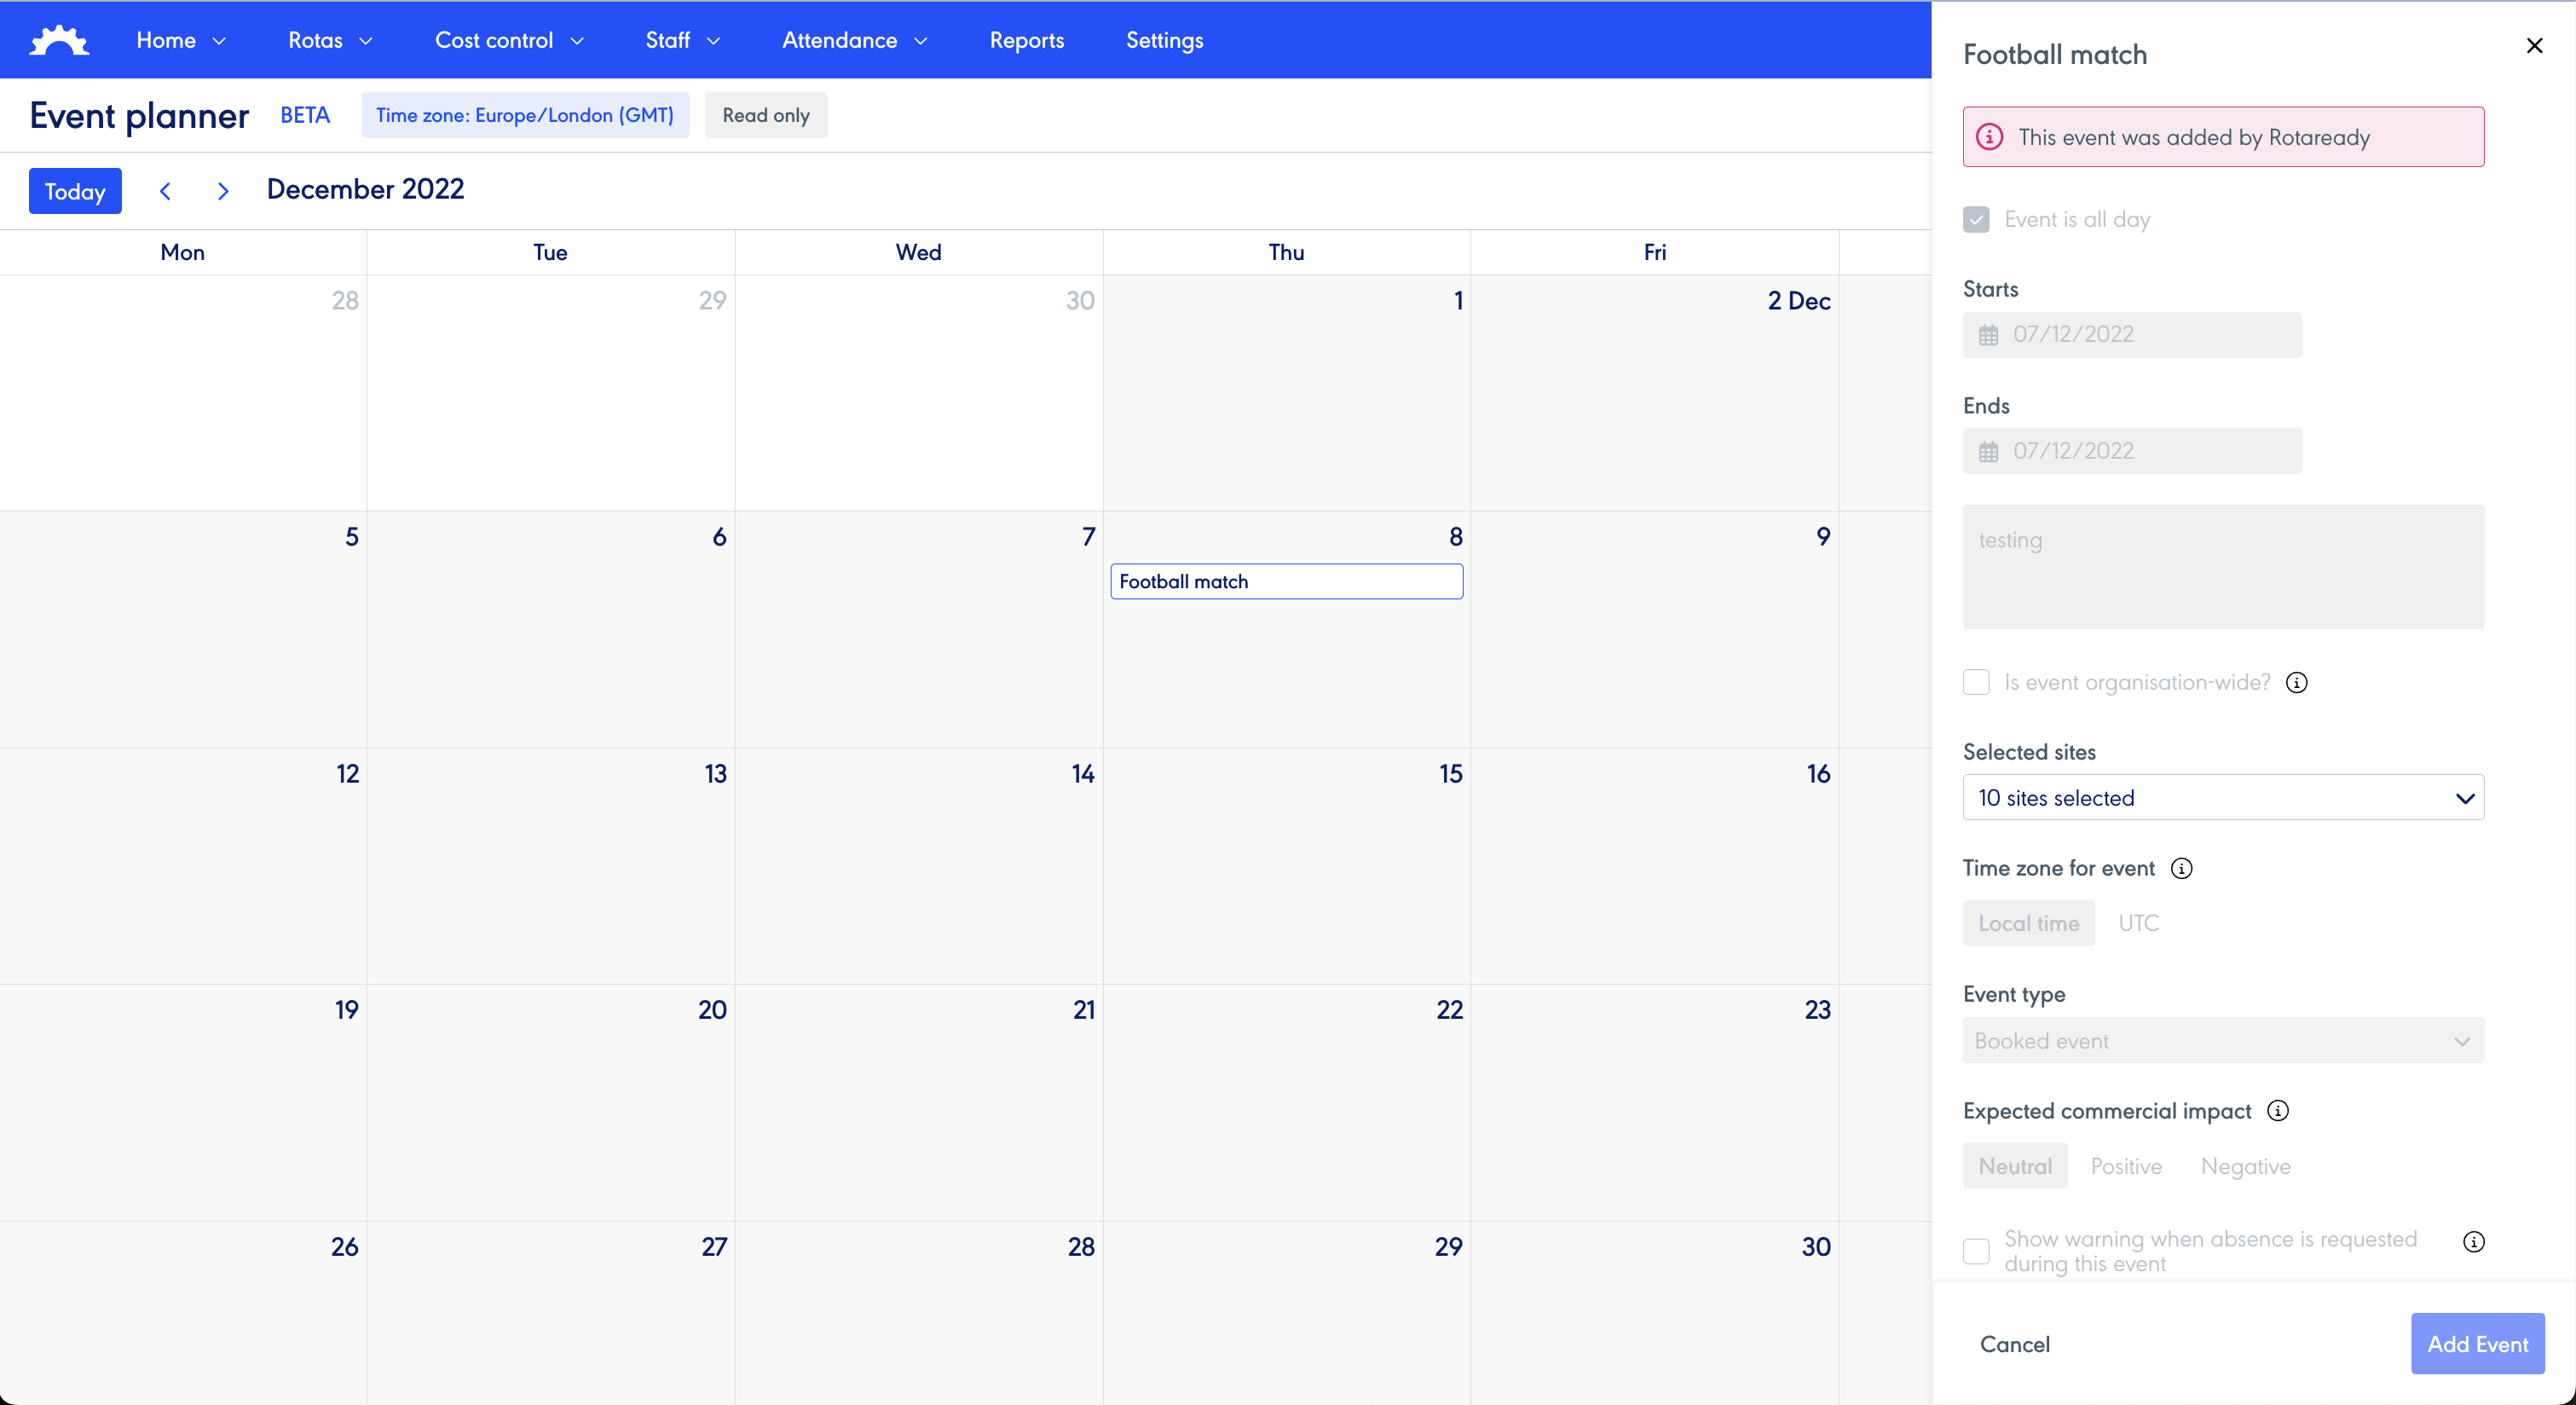 Home Rotas Cost control Staff Attendance Reports Settings
Event planner BETA Time zone: Europe/London (GMT) Read only
Today December 2022
Mon Tue Wed Thu Fri
28 29 30 1 2 Dec
5 6 7 8 9
Football match
12 13 14 15 16
19 20 21 22 23
26 27 28 29 30
Football match
This event was added by Rotaready
Event is all day
Starts
07/12/2022
Ends
07/12/2022
testing
Is event organisation-wide?
Selected sites
10 sites selected
Time zone for event
Local time UTC
Event type
Booked event
Expected commercial impact
Neutral Positive Negative
Show warning when absence is requested
during this event
Cancel Add Event